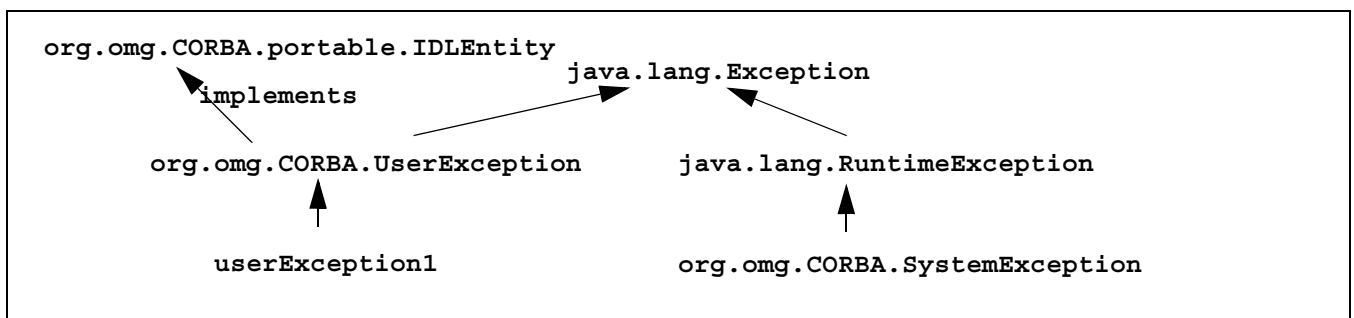 org.omg.CORBA.portable.IDLEntity
java.lang.Exception
implements
org.omg.CORBA.UserException
java.lang.RuntimeException
userException1
org.omg.CORBA.SystemException